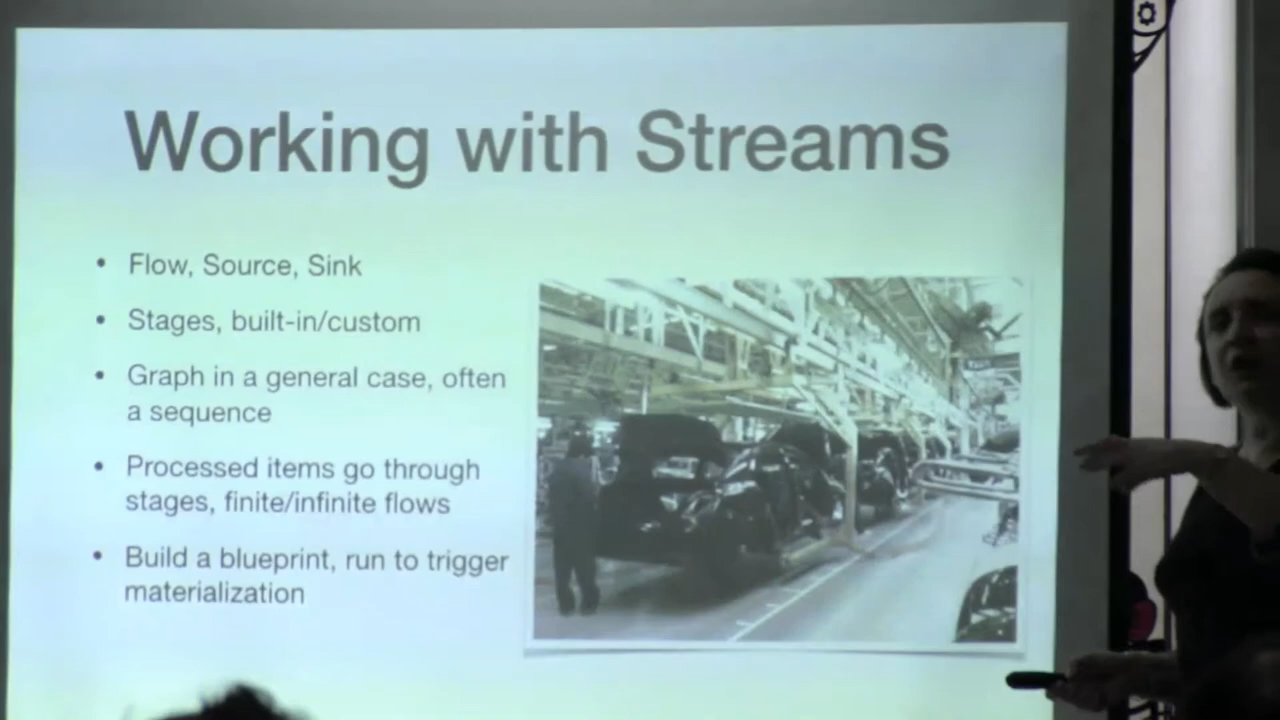 Working with Streams
• Flow, Source, Sink
• Stages, built-in/custom
• Graph in a general case, often
a sequence
• Processed items go through
stages, finite/infinite flows
• Build a blueprint, run to trigger
materialization